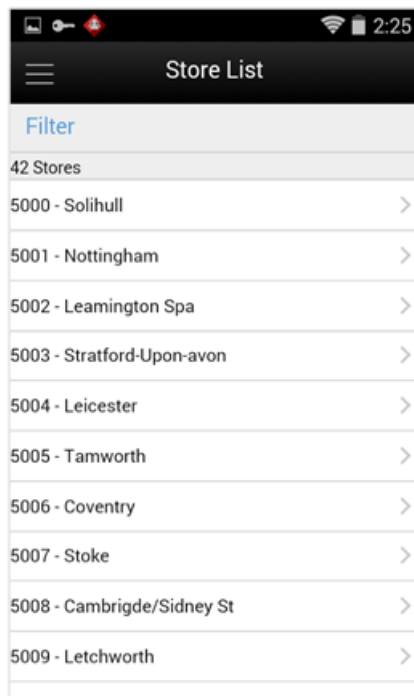 2:25
Store List
Filter
42 Stores
5000 - Solihull
5001 - Nottingham
5002 - Leamington Spa
5003 - Stratford-Upon-avon
5004 - Leicester
5005 - Tamworth
5006 - Coventry
5007 - Stoke
5008 - Cambrigde/Sidney St
5009 - Letchworth